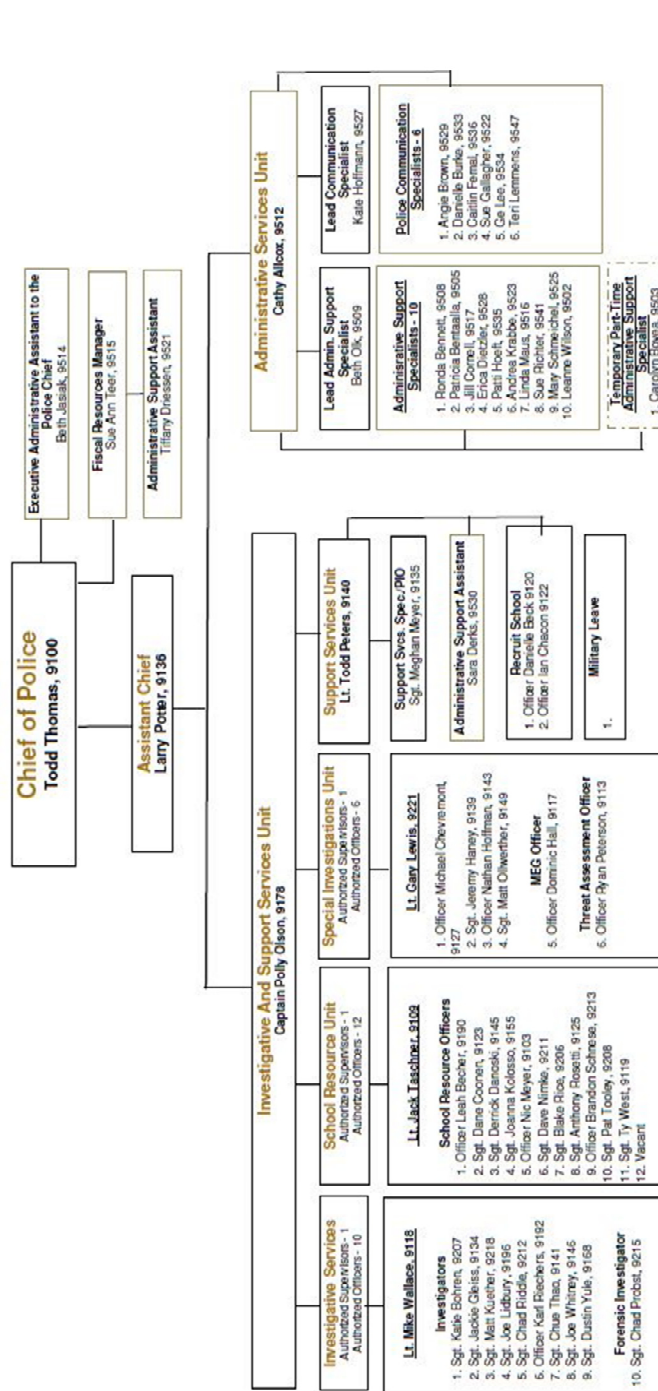 Chief of Police
Todd Thomas, 9100
Executive Administrative Assistant to the
Police Chief
Beth Jasiak, 9514
Fiscal Resources Manager
Sue Ann Teer, 9515
Administrative Support Assistant
Tiffany Driessen, 9521
Assistant Chief
Larry Potter, 9136
Investigative And Support Services Unit
Captain Polly Olson, 9178
Investigative Services
Authorized Supervisors - 1
Authorized Officers - 10
Lt. Mike Wallace, 9118
Investigators
1. Sgt. Katie Bohren, 9207
2. Sgt. Jackie Gleiss, 9134
3. Sgt. Matt Kuether, 9218
4. Sgt. Joe Lidbury, 9196
5. Sgt. Chad Riddle, 9212
6. Officer Karl Riechers, 9192
7. Sgt. Chue Thao, 9141
8. Sgt. Joe Whitney, 9146
9. Sgt. Dustin Yule, 9168
Forensic Investigator
10. Sgt. Chad Probst, 9215
School Resource Unit
Authorized Supervisors - 1
Authorized Officers - 12
Lt. Jack Taschner, 9109
School Resource Officers
1. Officer Leah Becher, 9190
2. Sgt. Dane Coonen, 9123
3. Sgt. Derrick Danoski, 9145
4. Sgt. Joanna Kolosso, 9155
5. Officer Nic Meyer, 9103
6. Sgt. Dave Nimke, 9211
7. Sgt. Blake Rice, 9206
8. Sgt. Anthony Rosetti, 9125
9. Officer Brandon Schnese, 9213
10. Sgt. Pat Tooley, 9208
11. Sgt. Ty West, 9119
12. Vacant
Special Investigations Unit
Authorized Supervisors - 1
Authorized Officers - 6
Lt. Gary Lewis, 9221
1. Officer Michael Chevremont,
9127
2. Sgt. Jeremy Haney, 9139
3. Officer Nathan Hoffman, 9143
4. Sgt. Matt Ollwerther, 9149
MEG Officer
5. Officer Dominic Hall, 9117
Threat Assessment Officer
6. Officer Ryan Peterson, 9113
Support Services Unit
Lt. Todd Peters, 9140
Support Svcs. Spec./PIO
Sgt. Meghan Meyer, 9135
Administrative Support Assistant
Sara Derks, 9530
Recruit School
1. Officer Danielle Beck 9120
2. Officer Ian Chacon 9122
Military Leave
1.
Administrative Services Unit
Cathy Allcox, 9512
Lead Admin. Support
Specialist
Beth Olk, 9509
Administrative Support
Specialists - 10
1. Ronda Bennett, 9508
2. Patricia Bentaalla, 9505
3. Jill Cornell, 9517
4. Erica Dietzler, 9528
5. Patti Hoeft, 9535
6. Andrea Krabbe, 9523
7. Linda Maus, 9516
8. Sue Richter, 9541
9. Mary Schmeichel, 9525
10. Leanne Wilson, 9502
Temporary Part-Time
Administrative Support
Specialist
1. Carolyn 9503
Lead Communication
Specialist
Kate Hoffmann, 9527
Police Communication
Specialists - 6
1. Angie Brown, 9529
2. Danielle Burke, 9533
3. Caitlin Femal, 9536
4. Sue Gallagher, 9522
5. Ge Lee, 9534
6. Teri Lemmens, 9547